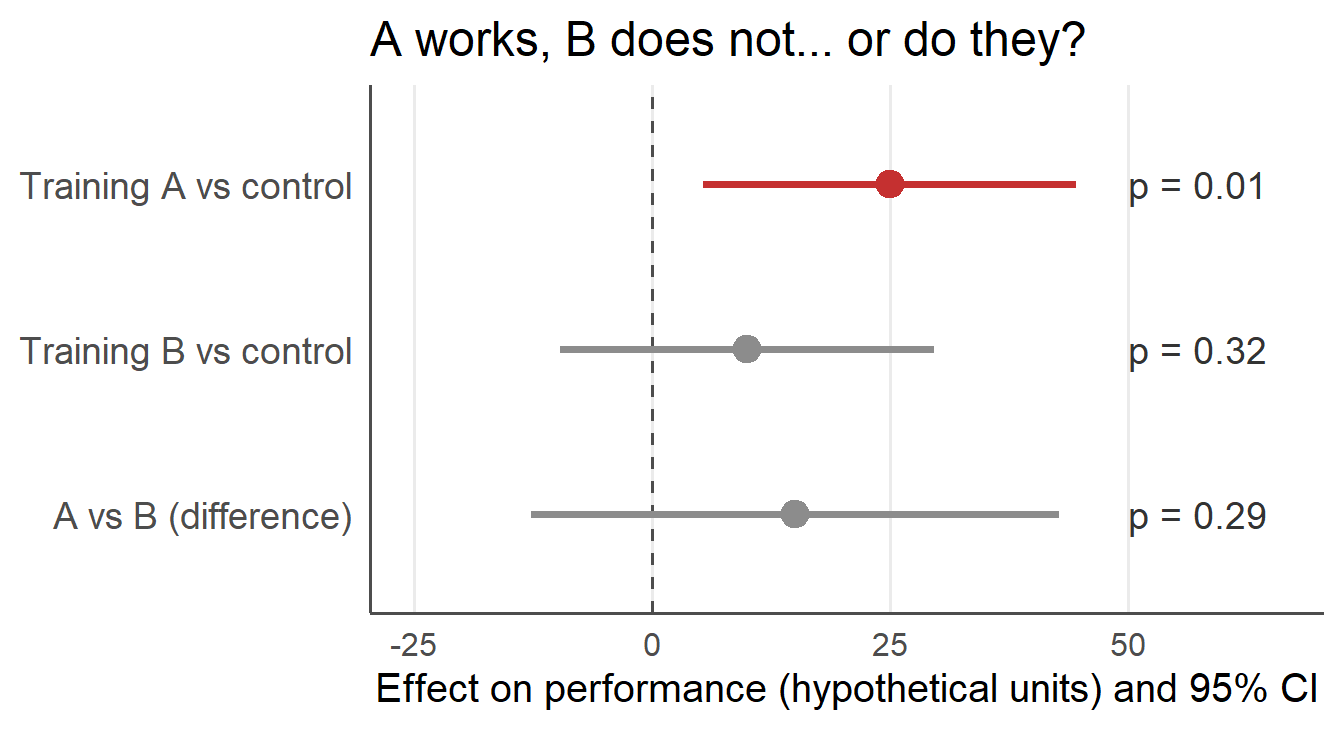 A works, B does not... or do they?
Training A vs control
p = 0.01
Training B vs control
p = 0.32
A vs B (difference)
p = 0.29
-25
0
25
50
Effect on performance (hypothetical units) and 95% CI